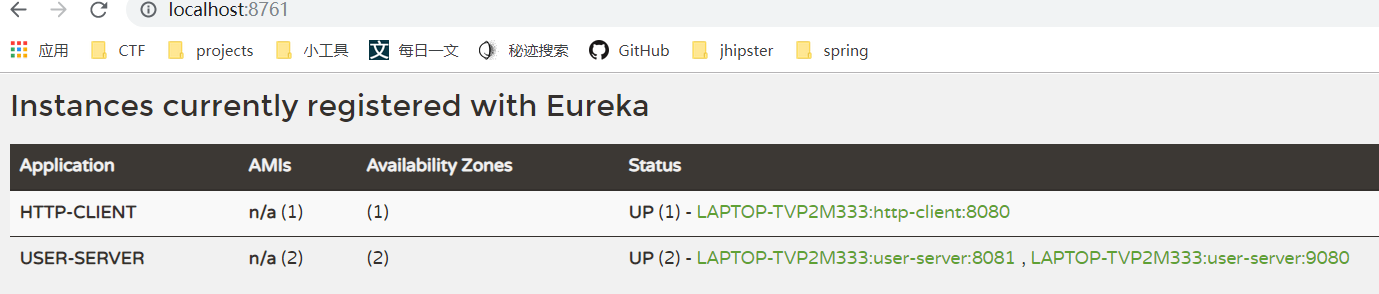 localhost:8761
应用 CTF projects 小工具 文 每日一文 秘迹搜索 GitHub jhipster spring
Instances currently registered with Eureka
Application AMIs Availability Zones Status
HTTP-CLIENT n/a (1) (1) UP (1) - LAPTOP-TVP2M333:http-client:8080
USER-SERVER n/a (2) (2) UP (2) - LAPTOP-TVP2M333:user-server:8081 , LAPTOP-TVP2M333:user-server:9080